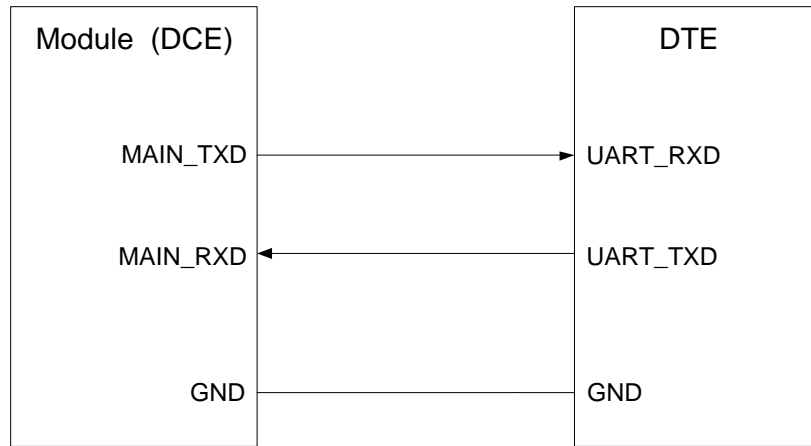 Module (DCE)
DTE
MAIN_TXD
UART_RXD
MAIN_RXD
UART_TXD
GND
GND